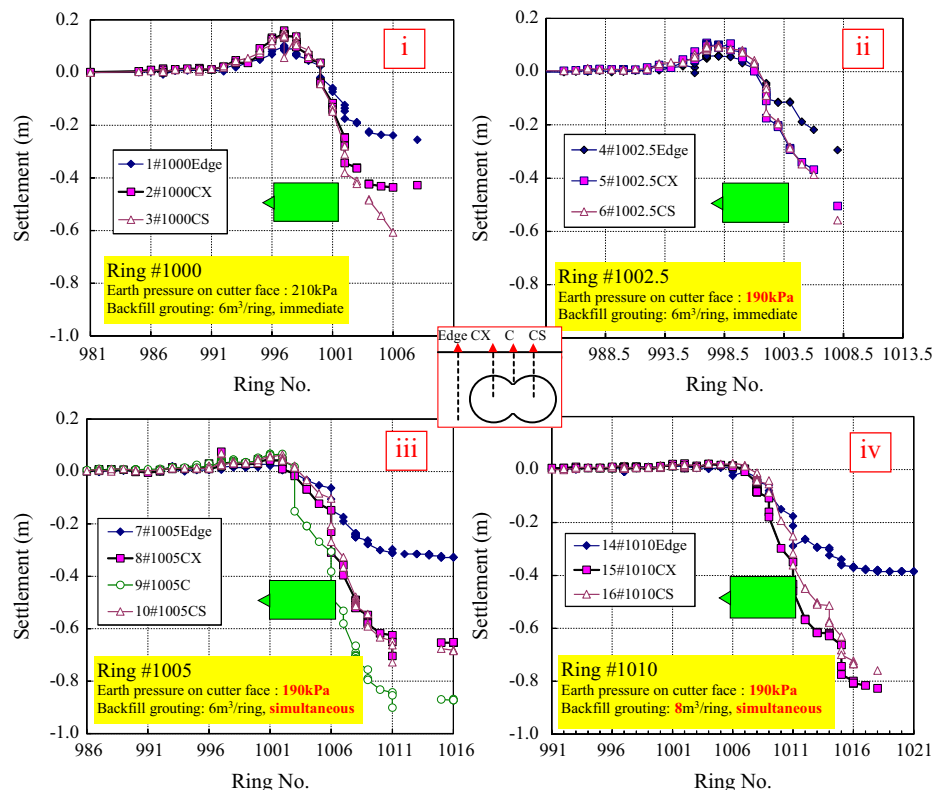 i
0.2
0.0
-0.2
-0.4
-0.6
-0.8
-1.0
Settlement (m)
1#1000Edge
2#1000CX
3#1000CS
Ring #1000
Earth pressure on cutter face : 210kPa
Backfill grouting: 6m³/ring, immediate
981 986 991 996 1001 1006
Ring No.
ii
0.2
0.0
-0.2
-0.4
-0.6
-0.8
-1.0
Settlement (m)
4#1002.5Edge
5#1002.5CX
6#1002.5CS
Ring #1002.5
Earth pressure on cutter face : 190kPa
Backfill grouting: 6m³/ring, immediate
988.5 993.5 998.5 1003.5 1008.5 1013.5
Ring No.
Edge CX C CS
iii
0.2
0.0
-0.2
-0.4
-0.6
-0.8
-1.0
Settlement (m)
7#1005Edge
8#1005CX
9#1005C
10#1005CS
Ring #1005
Earth pressure on cutter face : 190kPa
Backfill grouting: 6m³/ring, simultaneous
986 991 996 1001 1006 1011 1016
Ring No.
iv
0.2
0.0
-0.2
-0.4
-0.6
-0.8
-1.0
Settlement (m)
14#1010Edge
15#1010CX
16#1010CS
Ring #1010
Earth pressure on cutter face : 190kPa
Backfill grouting: 8m³/ring, simultaneous
991 996 1001 1006 1011 1016 1021
Ring No.